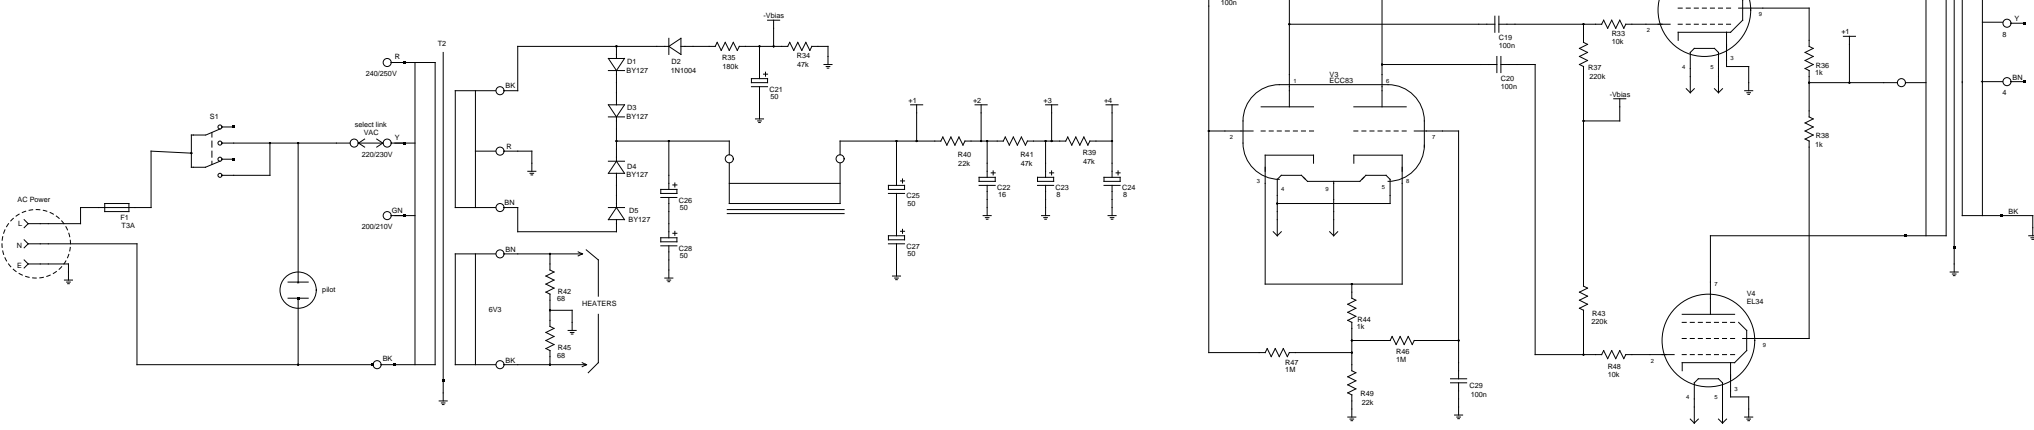 AC Power
L
N
E
F1
T3A
S1
pilot
select link
VAC
220/230V
R
240/250V
Y
GN
200/210V
BK
T2
BK
R
BN
BN
6V3
BK
R42
68
R45
68
HEATERS
D1
BY127
D3
BY127
D4
BY127
D5
BY127
D2
1N1004
R35
180k
-Vbias
C21
50
R34
47k
C26
50
C28
50
C25
50
C27
50
+1
+2
+3
+4
R40
22k
R41
47k
R39
47k
C22
16
C23
8
C24
8
100n
V3
ECC83
1
6
2
7
3
4
9
5
8
C19
100n
C20
100n
R44
1k
R47
1M
R46
1M
R49
22k
C29
100n
R37
220k
-Vbias
R43
220k
R33
10k
R48
10k
2
9
4
5
3
R36
1k
R38
1k
+1
V4
EL34
7
2
9
4
5
3
Y
8
BN
4
BK